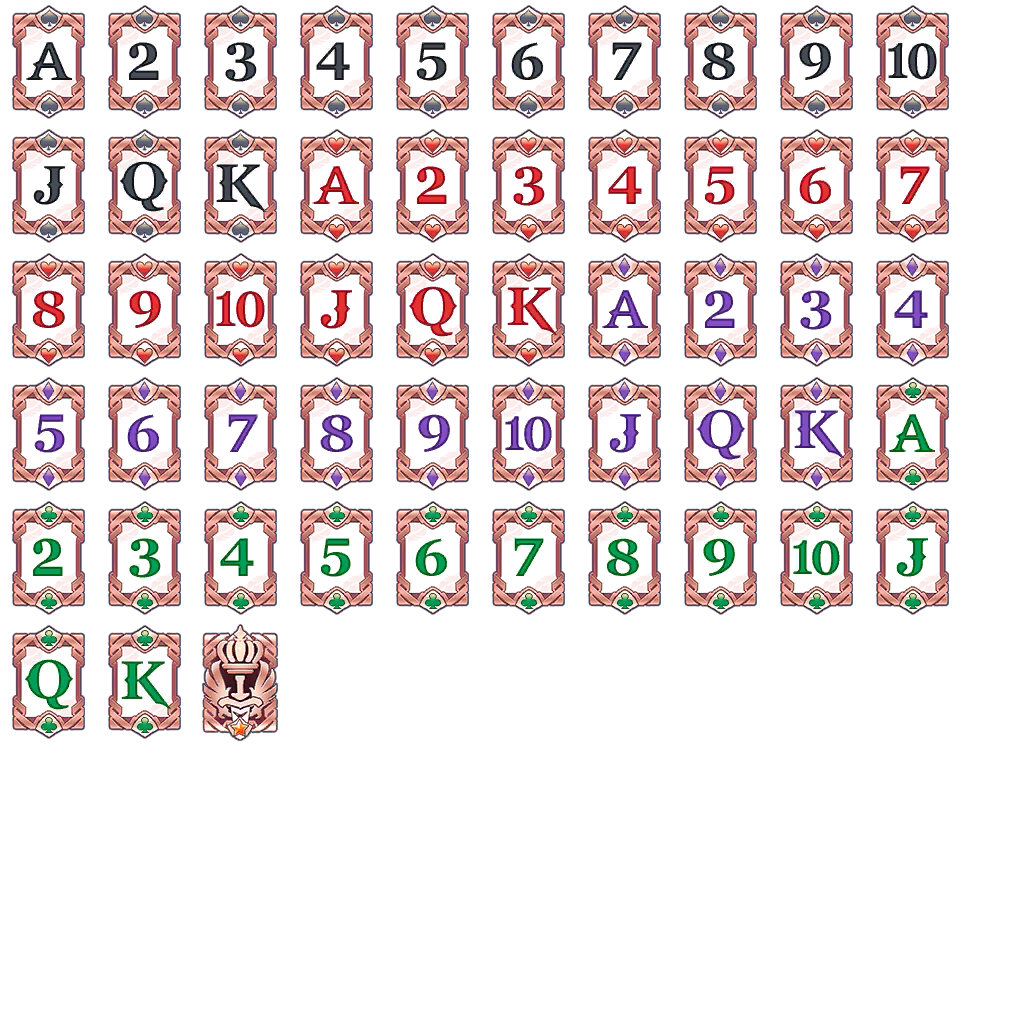 A 2 3 4 5 6 7 8 9 10
J Q K A 2 3 4 5 6 7
8 9 10 J Q K A 2 3 4
5 6 7 8 9 10 J Q K A
2 3 4 5 6 7 8 9 10 J
Q K